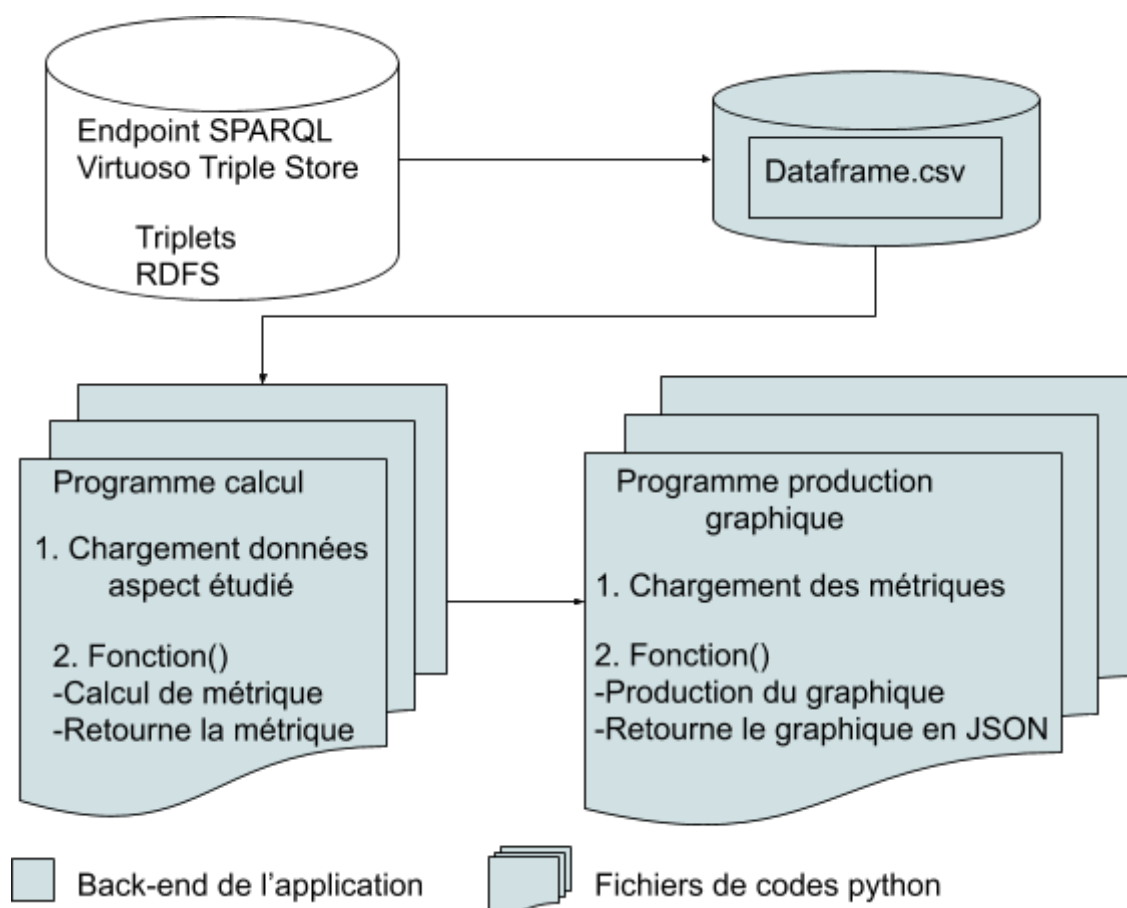 Endpoint SPARQL
Virtuoso Triple Store
Triplets
RDFS
Dataframe.csv
Programme calcul
1. Chargement données
aspect étudié
2. Fonction()
-Calcul de métrique
-Retourne la métrique
Programme production
graphique
1. Chargement des métriques
2. Fonction()
-Production du graphique
-Retourne le graphique en JSON
Back-end de l'application
Fichiers de codes python